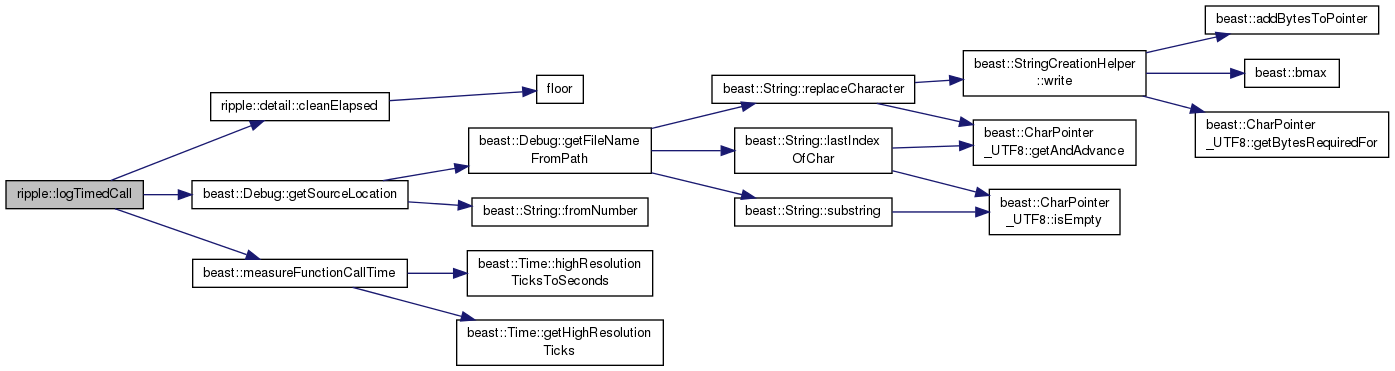 ripple::logTimedCall
ripple::detail::cleanElapsed
floor
beast::Debug::getSourceLocation
beast::Debug::getFileName
FromPath
beast::String::replaceCharacter
beast::StringCreationHelper
::write
beast::addBytesToPointer
beast::bmax
beast::CharPointer
_UTF8::getBytesRequiredFor
beast::CharPointer
_UTF8::getAndAdvance
beast::String::lastIndex
OfChar
beast::CharPointer
_UTF8::isEmpty
beast::String::substring
beast::String::fromNumber
beast::measureFunctionCallTime
beast::Time::highResolution
TicksToSeconds
beast::Time::getHighResolution
Ticks